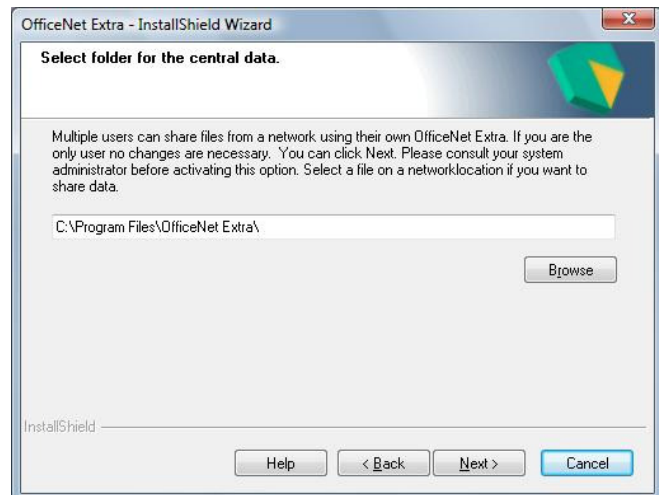 OfficeNet Extra - InstallShield Wizard
Select folder for the central data.
Multiple users can share files from a network using their own OfficeNet Extra. If you are the
only user no changes are necessary.  You can click Next. Please consult your system
administrator before activating this option. Select a file on a networklocation if you want to
share data.
C:\Program Files\OfficeNet Extra\
Browse
InstallShield
Help
< Back
Next >
Cancel